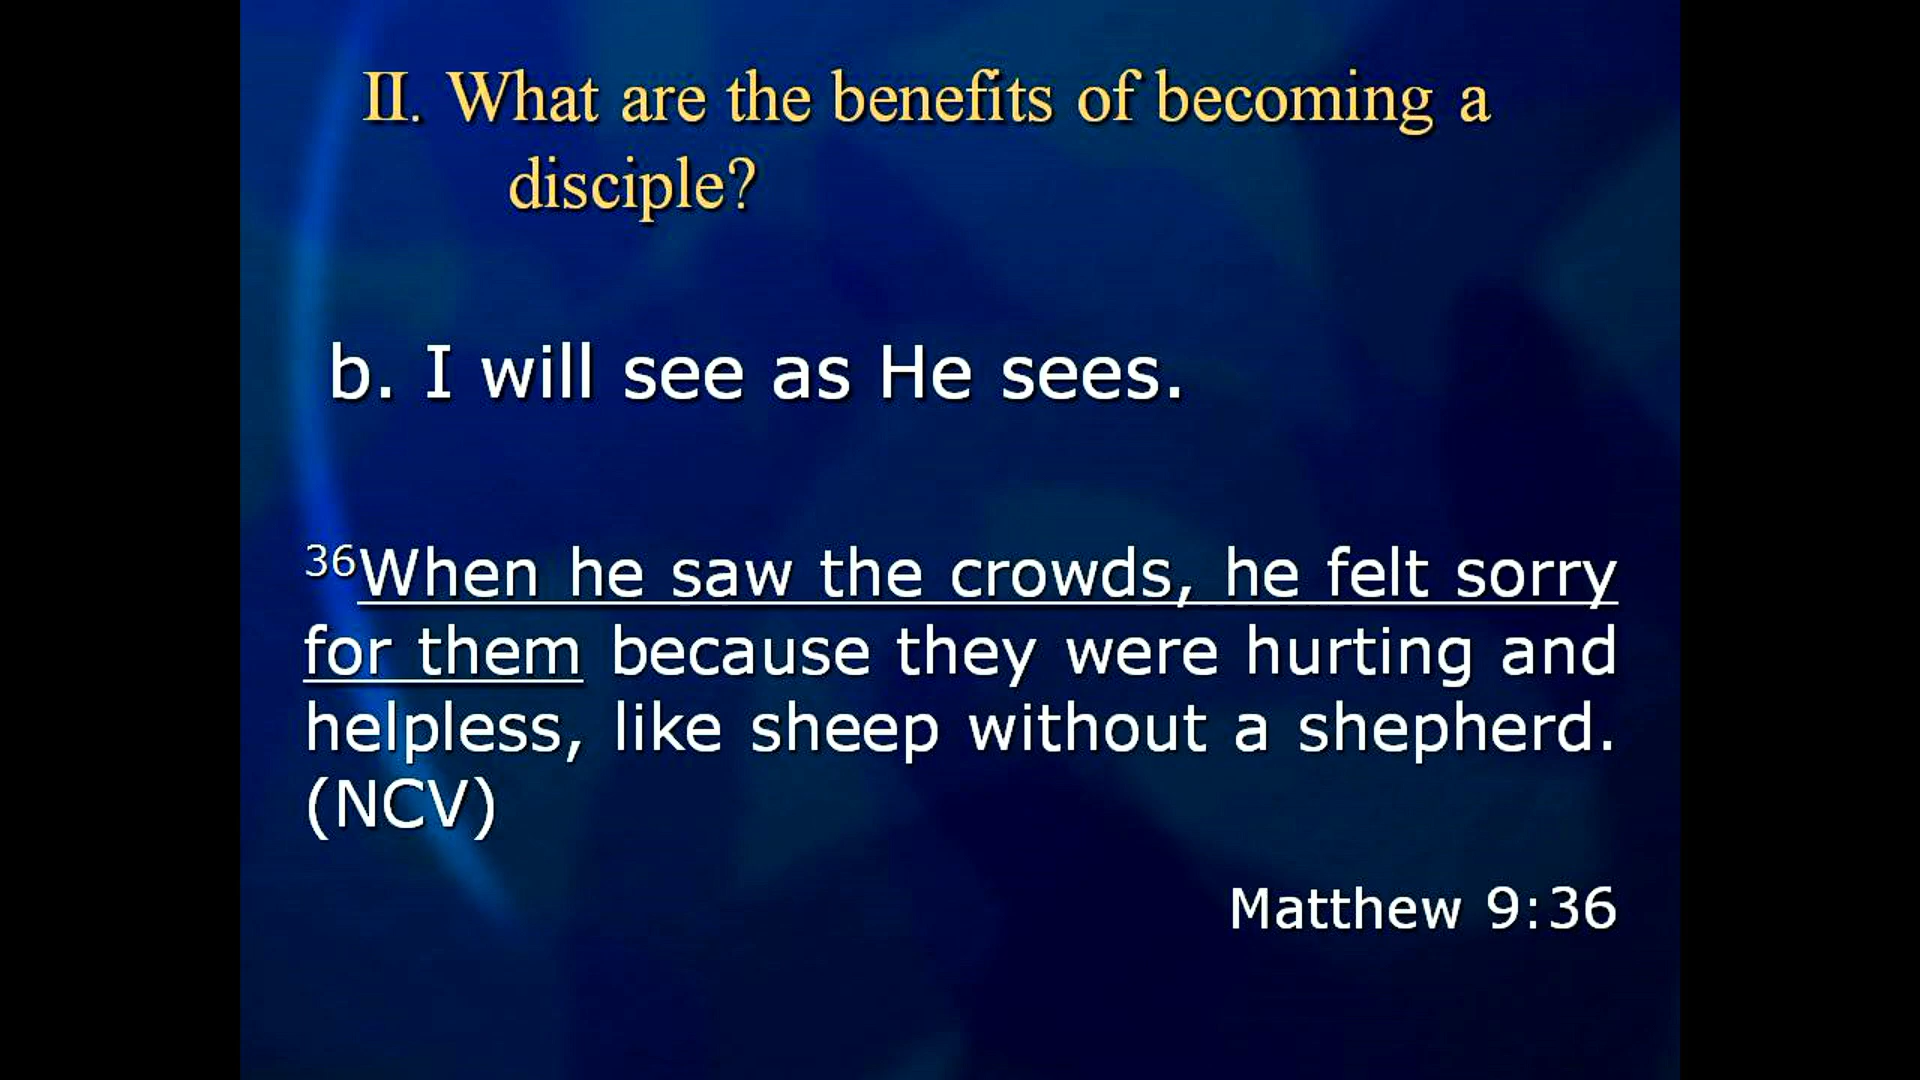 II. What are the benefits of becoming a
disciple?
b. I will see as He sees.
36When he saw the crowds, he felt sorry
for them because they were hurting and
helpless, like sheep without a shepherd.
(NCV)
Matthew 9:36